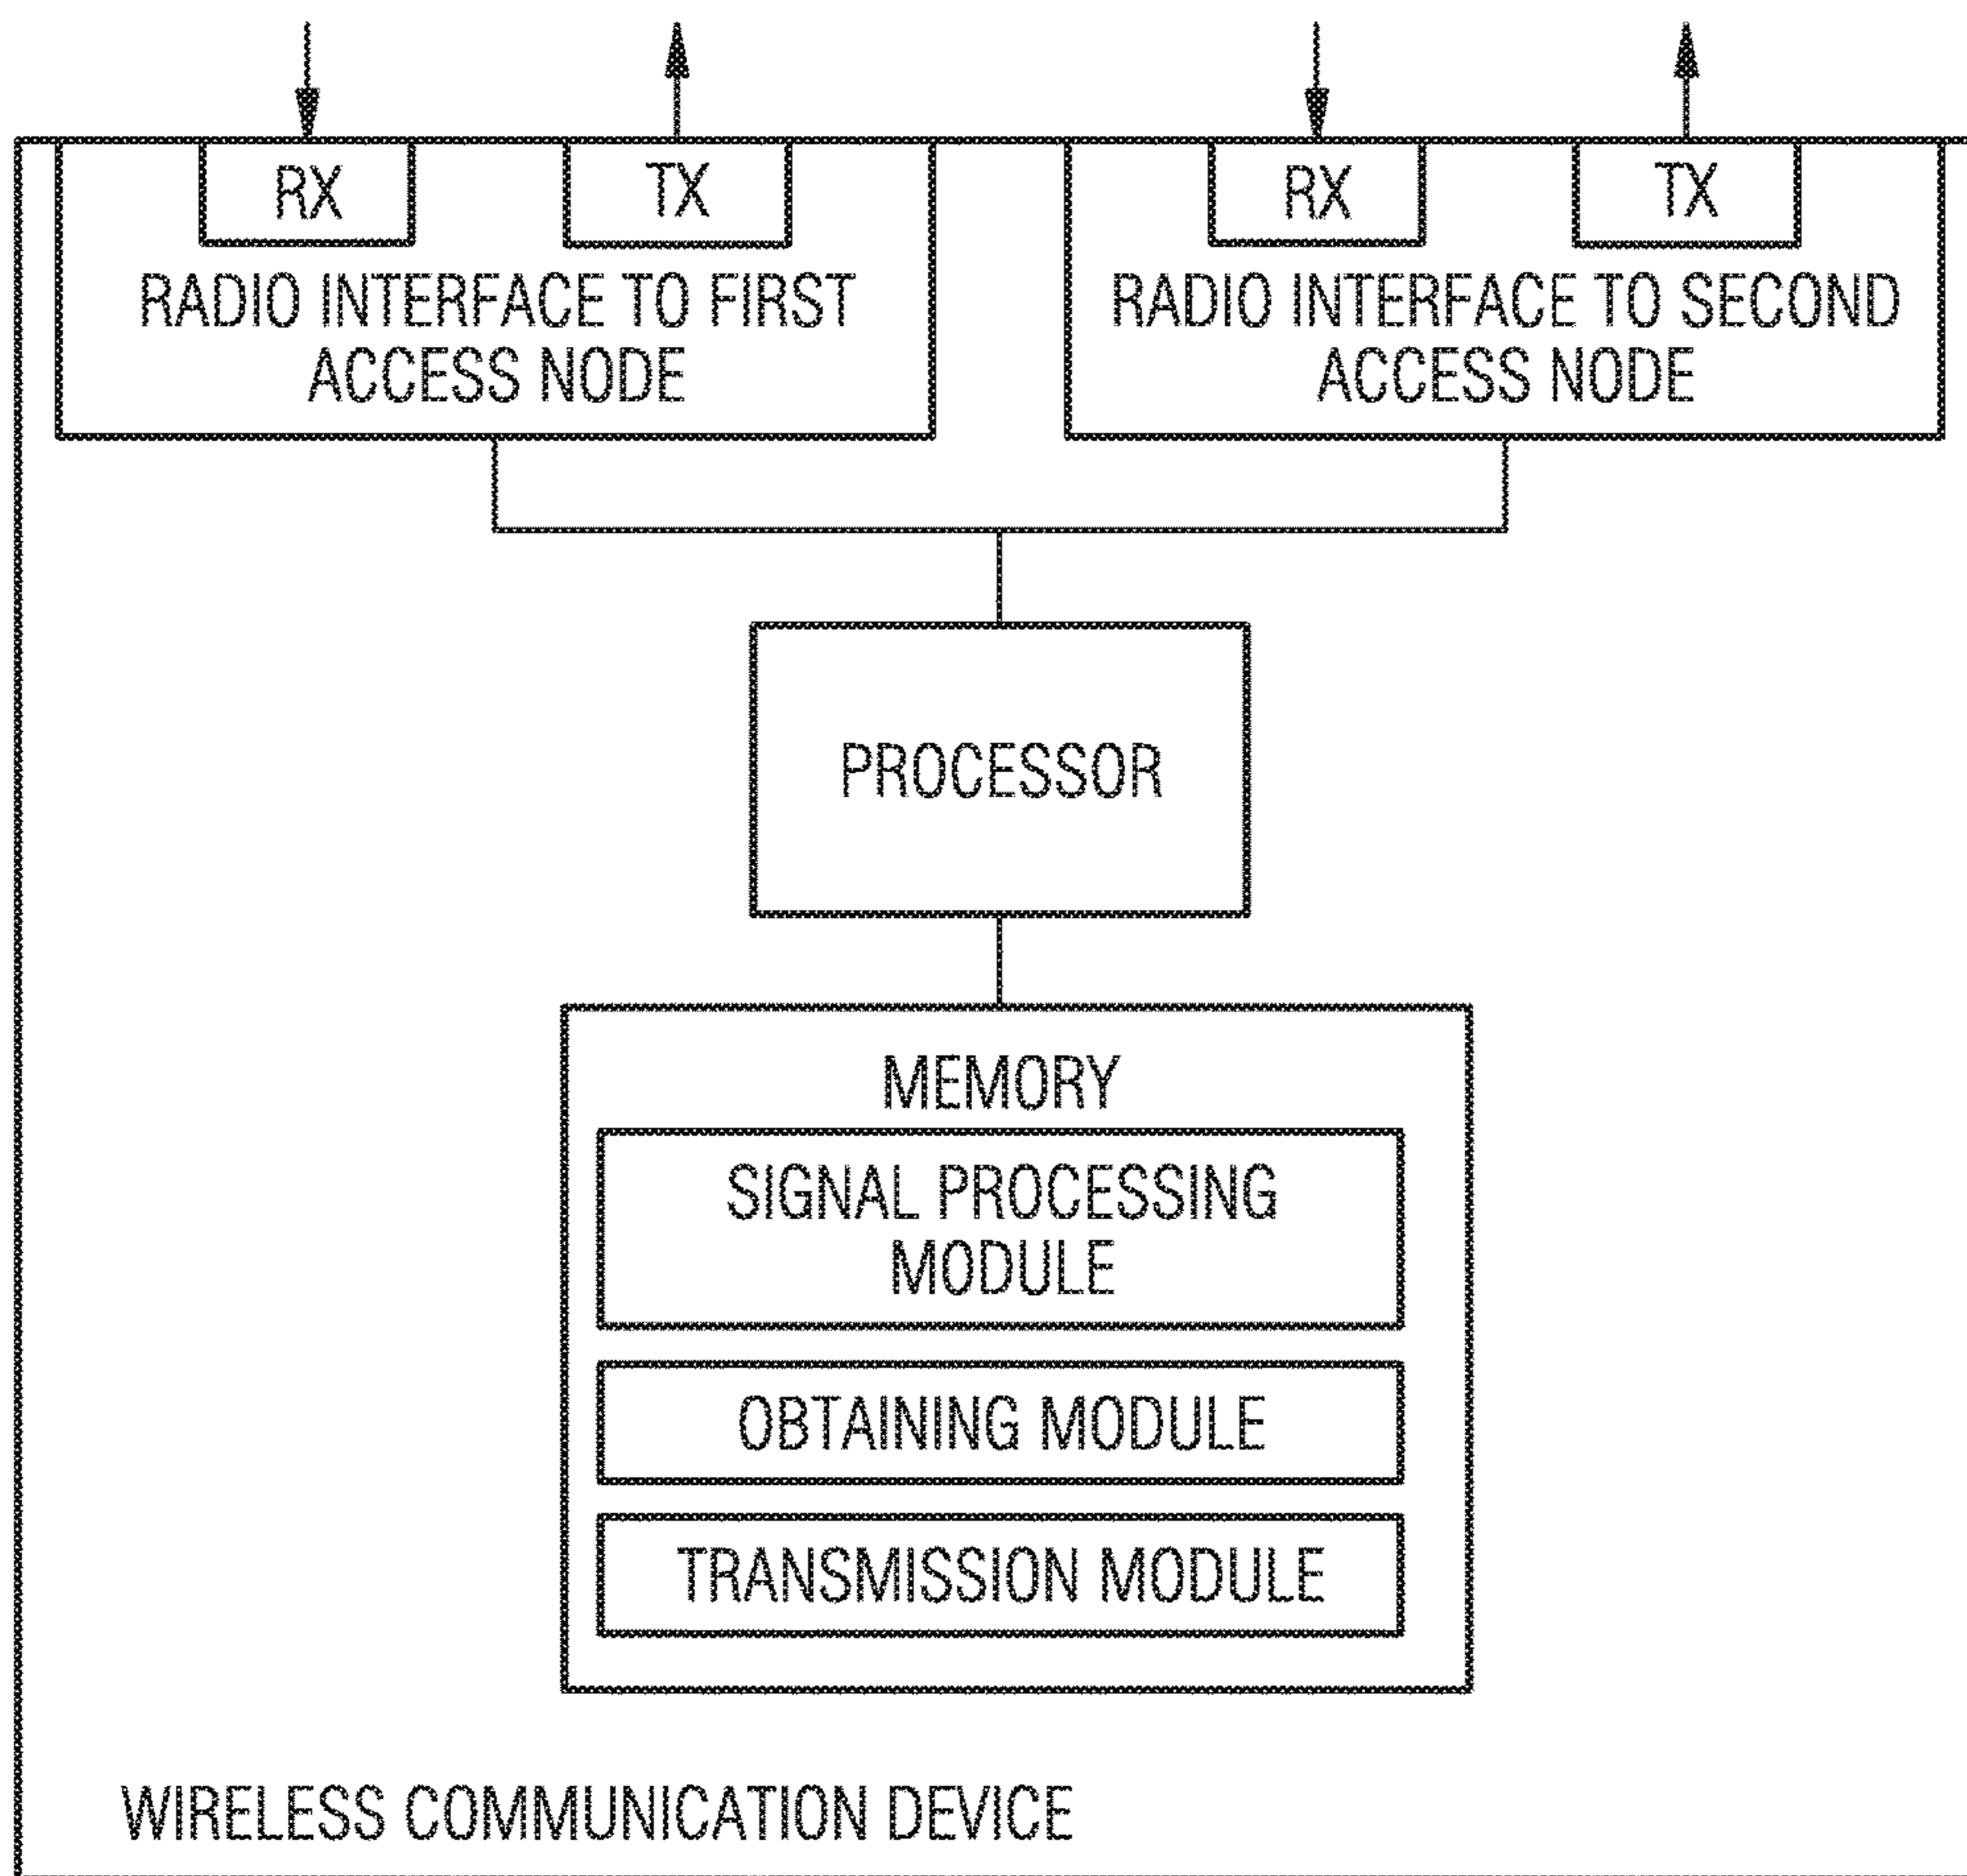 RX
TX
RADIO INTERFACE TO FIRST
ACCESS NODE
RX
TX
RADIO INTERFACE TO SECOND
ACCESS NODE
PROCESSOR
MEMORY
SIGNAL PROCESSING
MODULE
OBTAINING MODULE
TRANSMISSION MODULE
WIRELESS COMMUNICATION DEVICE